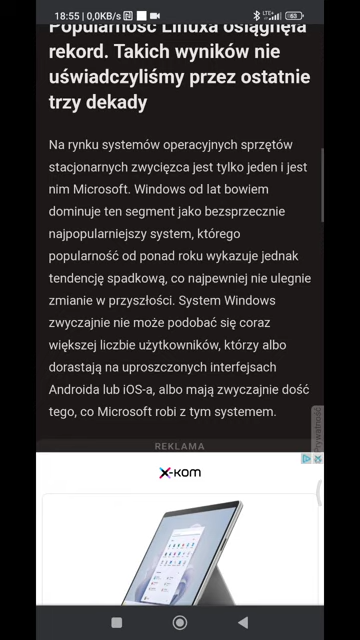 18:55 | 0,0KB/s
LTE+
63
Popularność Linuxa osiągnęła
rekord. Takich wyników nie
uświadczyliśmy przez ostatnie
trzy dekady
Na rynku systemów operacyjnych sprzętów
stacjonarnych zwycięzca jest tylko jeden i jest
nim Microsoft. Windows od lat bowiem
dominuje ten segment jako bezsprzecznie
najpopularniejszy system, którego
popularność od ponad roku wykazuje jednak
tendencję spadkową, co najpewniej nie ulegnie
zmianie w przyszłości. System Windows
zwyczajnie nie może podobać się coraz
większej liczbie użytkowników, którzy albo
dorastają na uproszczonych interfejsach
Androida lub iOS-a, albo mają zwyczajnie dość
tego, co Microsoft robi z tym systemem.
REKLAMA
x-kom